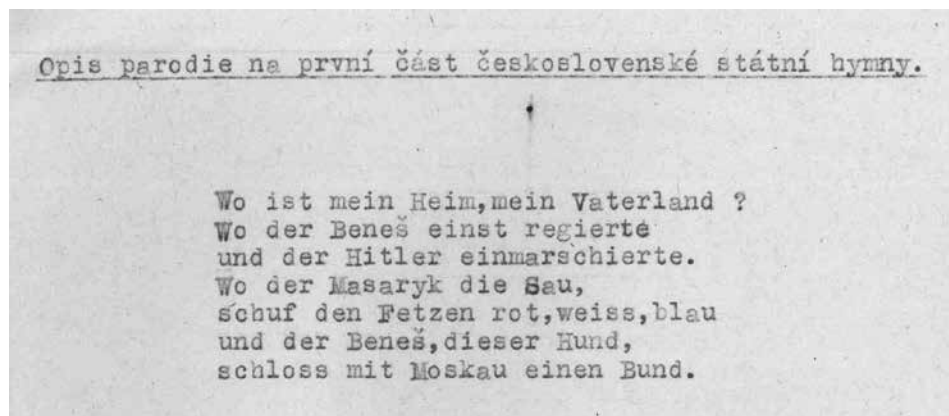 Opis parodie na první část československé státní hymny.
Wo ist mein Heim,mein Vaterland ?
Wo der Beneš einst regierte
und der Hitler einmarschierte.
Wo der Masaryk die Sau,
schuf den Fetzen rot,weiss,blau
und der Beneš,dieser Hund,
schloss mit Moskau einen Bund.